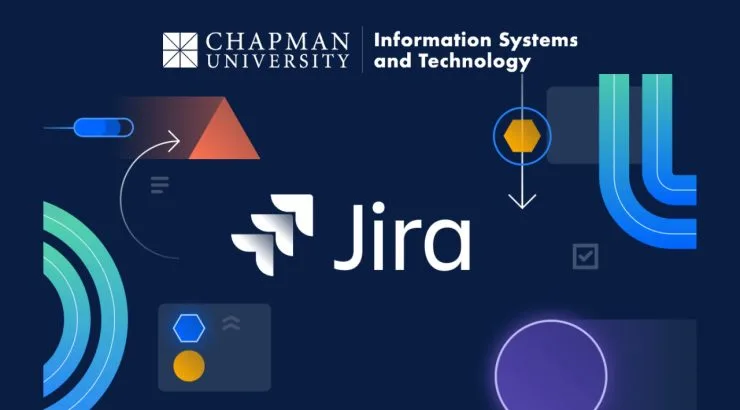 CHAPMAN
UNIVERSITY
Information Systems
and Technology
Jira